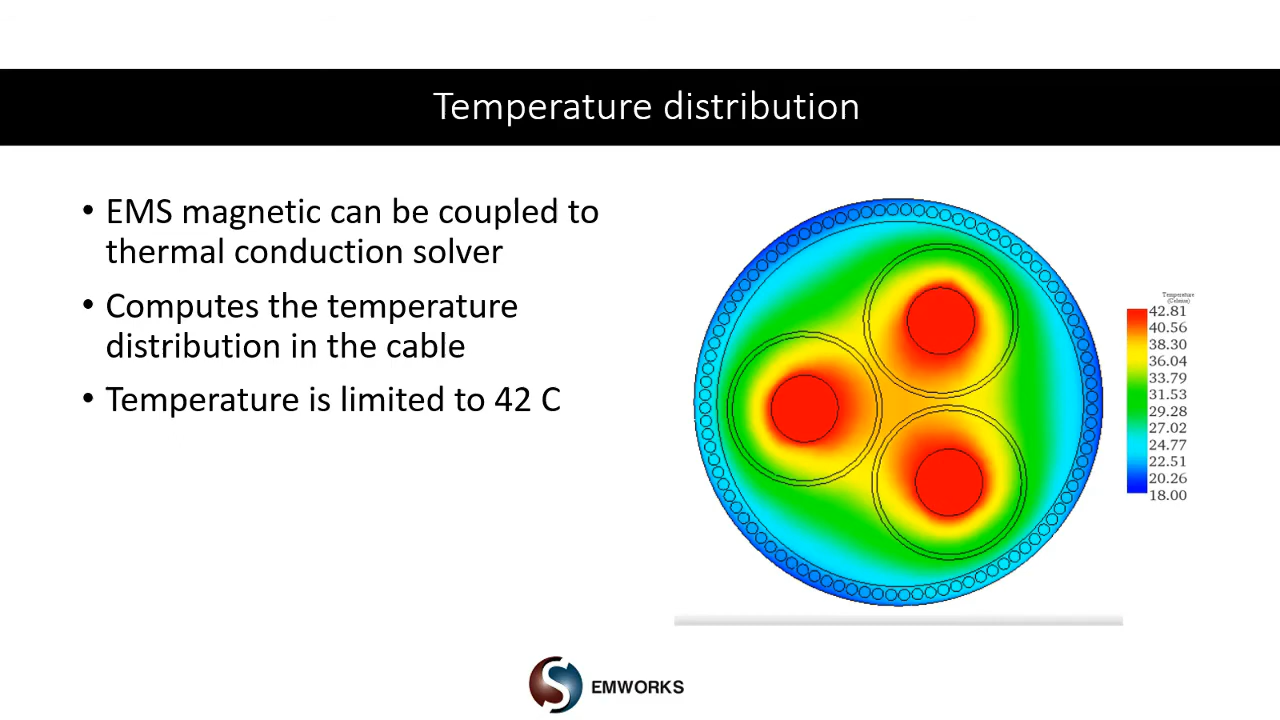 Temperature distribution
• EMS magnetic can be coupled to
thermal conduction solver
• Computes the temperature
distribution in the cable
• Temperature is limited to 42 C
Temperature
(Celsius)
42.81
40.56
38.30
36.04
33.79
31.53
29.28
27.02
24.77
22.51
20.26
18.00
EMWORKS